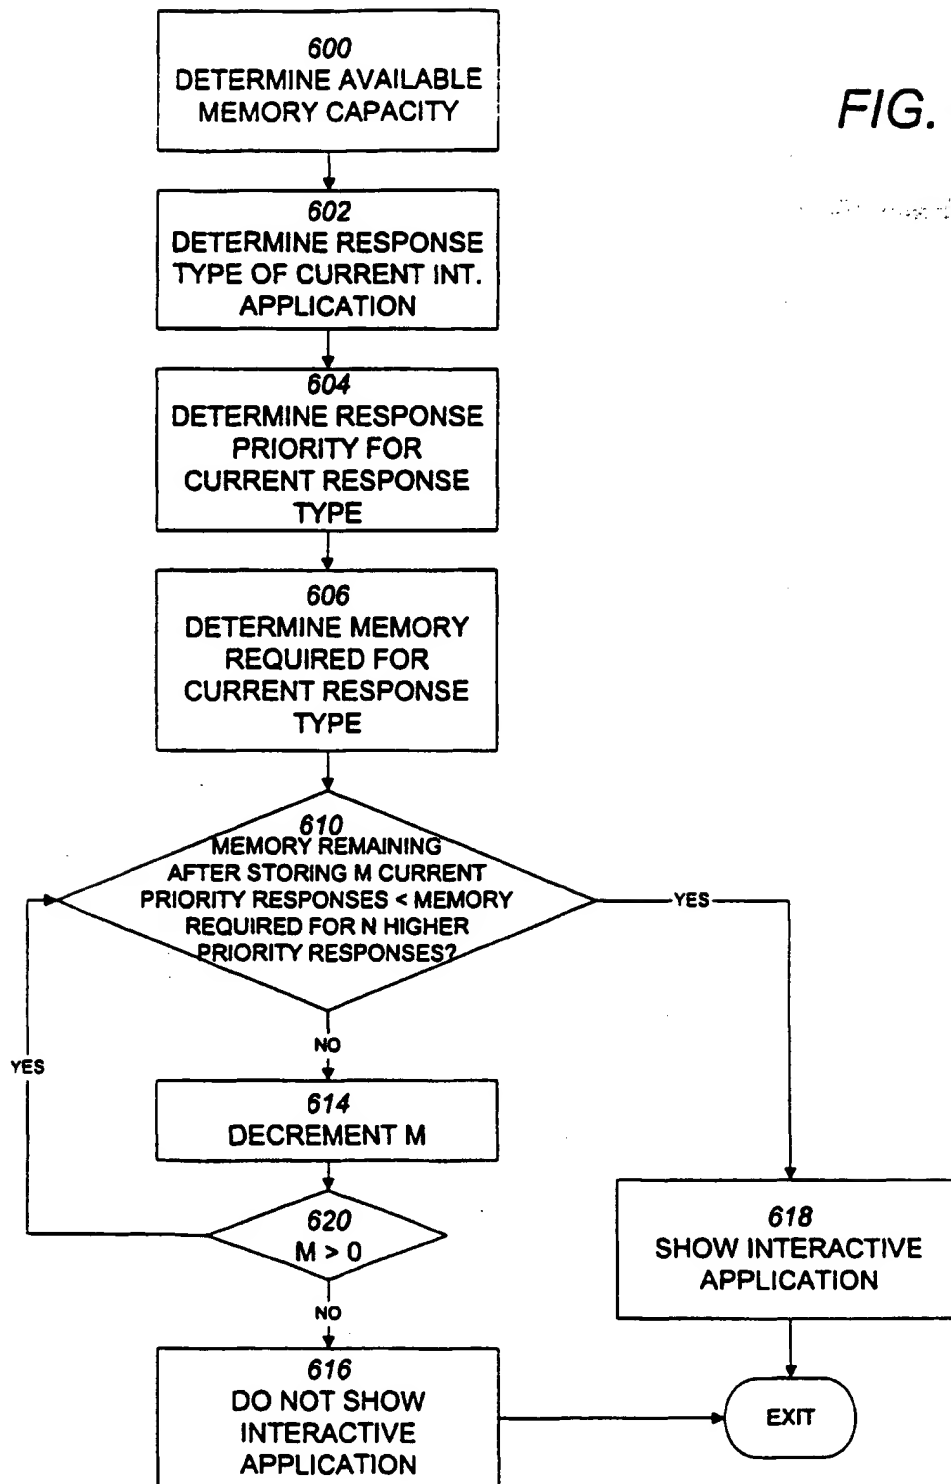 600
DETERMINE AVAILABLE
MEMORY CAPACITY
FIG.
602
DETERMINE RESPONSE
TYPE OF CURRENT INT.
APPLICATION
604
DETERMINE RESPONSE
PRIORITY FOR
CURRENT RESPONSE
TYPE
606
DETERMINE MEMORY
REQUIRED FOR
CURRENT RESPONSE
TYPE
610
MEMORY REMAINING
AFTER STORING M CURRENT
PRIORITY RESPONSES < MEMORY
REQUIRED FOR N HIGHER
PRIORITY RESPONSES?
YES
NO
YES
614
DECREMENT M
620
M > 0
NO
618
SHOW INTERACTIVE
APPLICATION
616
DO NOT SHOW
INTERACTIVE
APPLICATION
EXIT